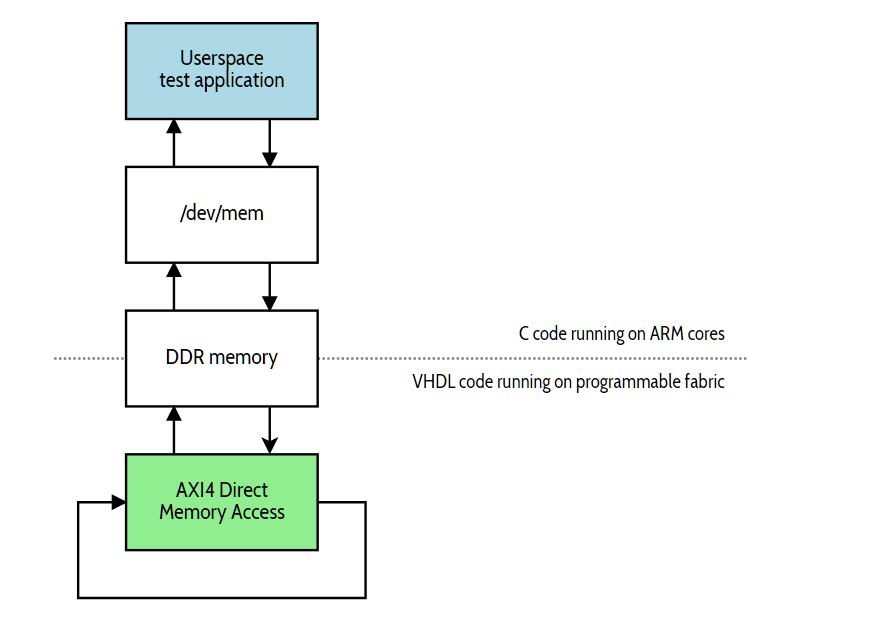 Userspace
test application
/dev/mem
C code running on ARM cores
DDR memory
VHDL code running on programmable fabric
AXI4 Direct
Memory Access